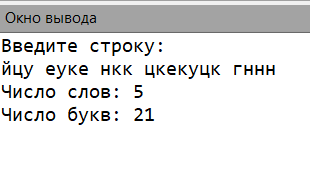 Окно вывода
Введите строку:
йцу еуке нкк цкекуцк гннн
Число слов: 5
Число букв: 21